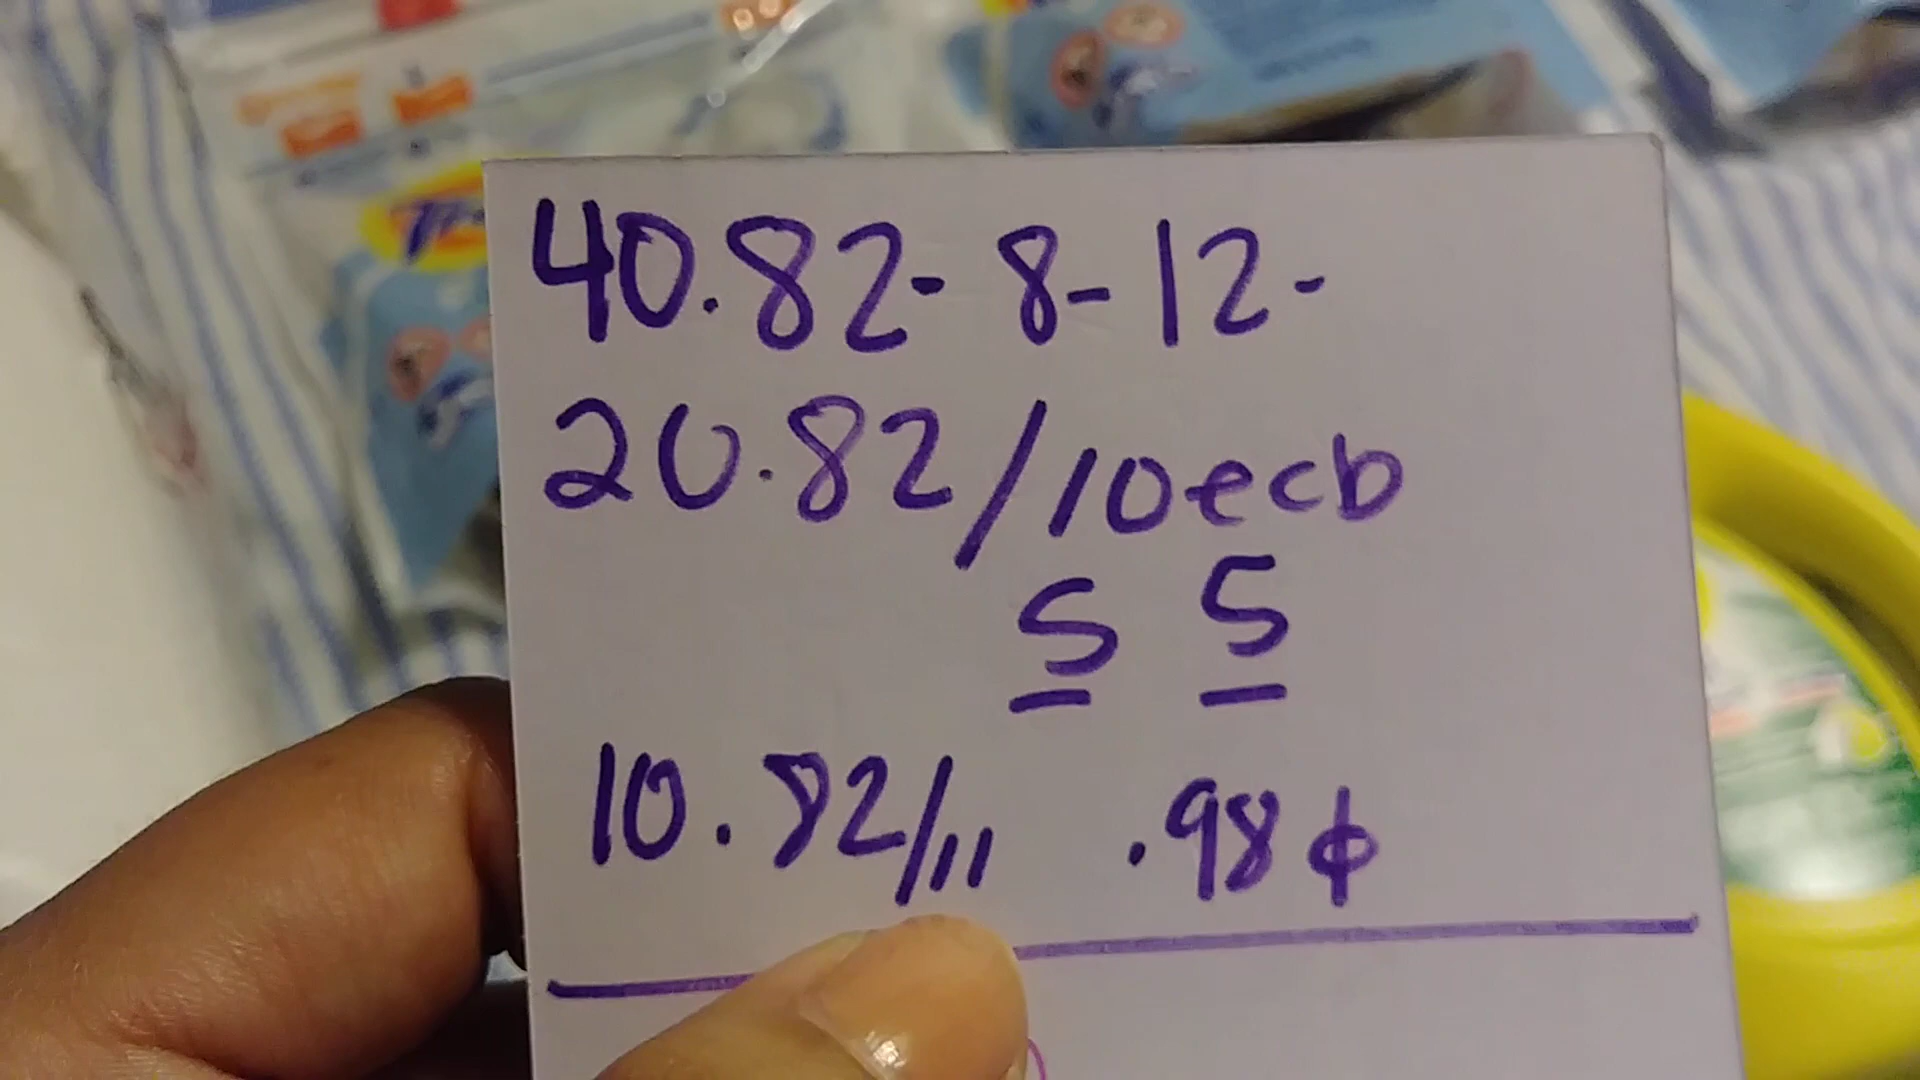 40.82- 8- 12-
20.82/10ecb
5 5
10.82/11 .98¢